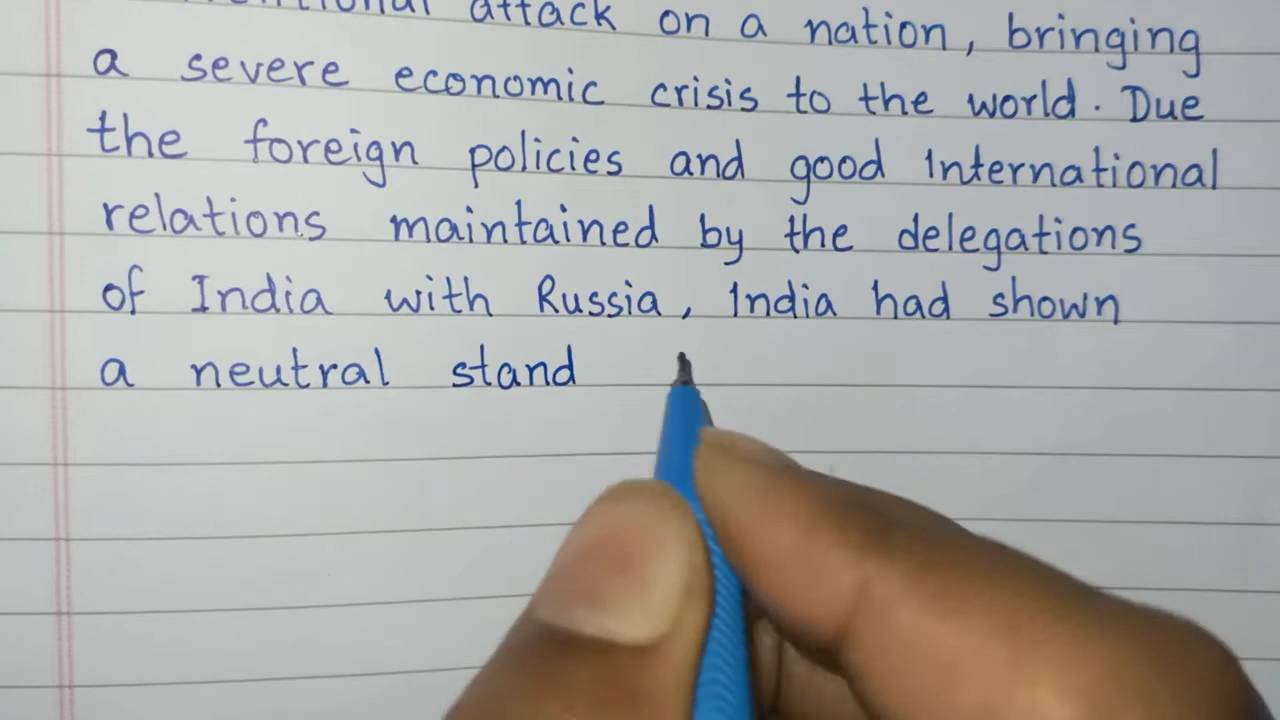 attack on a nation, bringing
a severe economic crisis to the world. Due
the foreign policies and good International
relations maintained by the delegations
of India with Russia, India had shown
a neutral stand